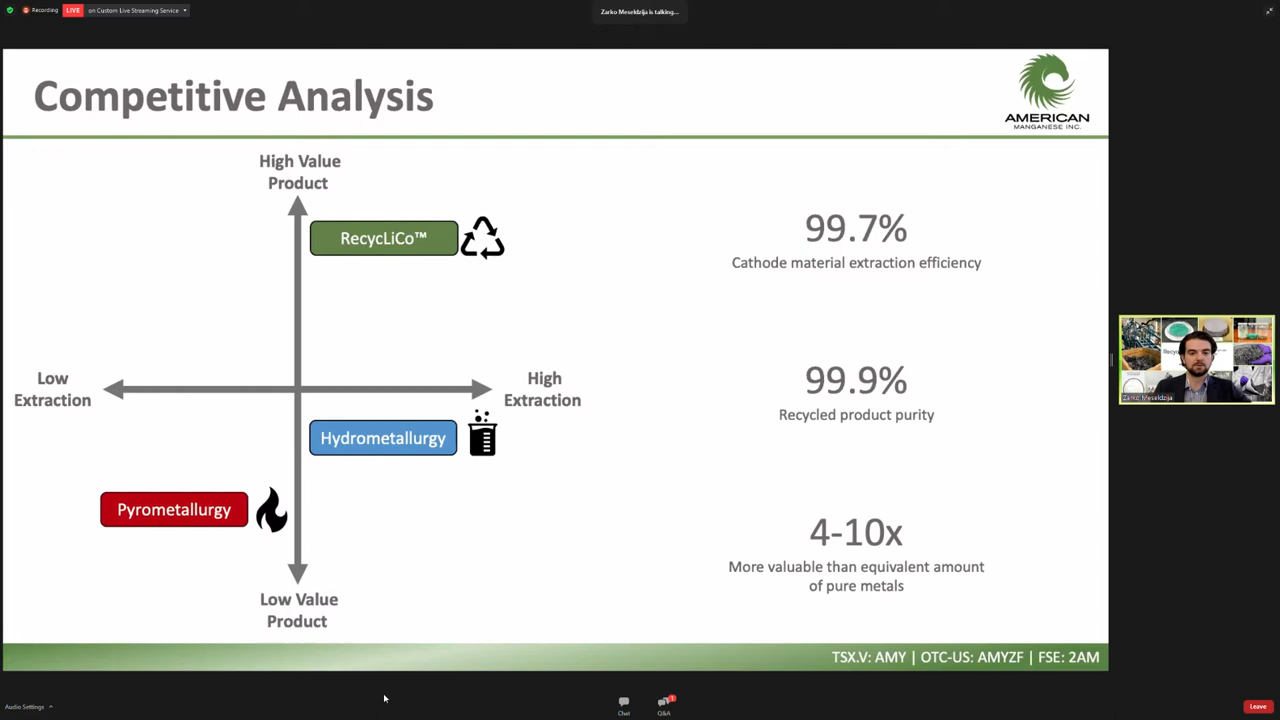 Recording
LIVE
on Custom Live Streaming Service
Zarko Meseldzija is talking...
Competitive Analysis
AMERICAN
MANGANESE INC.
High Value
Product
RecycLiCo™
99.7%
Cathode material extraction efficiency
Low
Extraction
High
Extraction
99.9%
Recycled product purity
Zarko Meseldzija
Hydrometallurgy
Pyrometallurgy
4-10x
More valuable than equivalent amount
of pure metals
Low Value
Product
TSX.V: AMY | OTC-US: AMYZF | FSE: 2AM
Audio Settings
Chat
Q&A
1
Leave